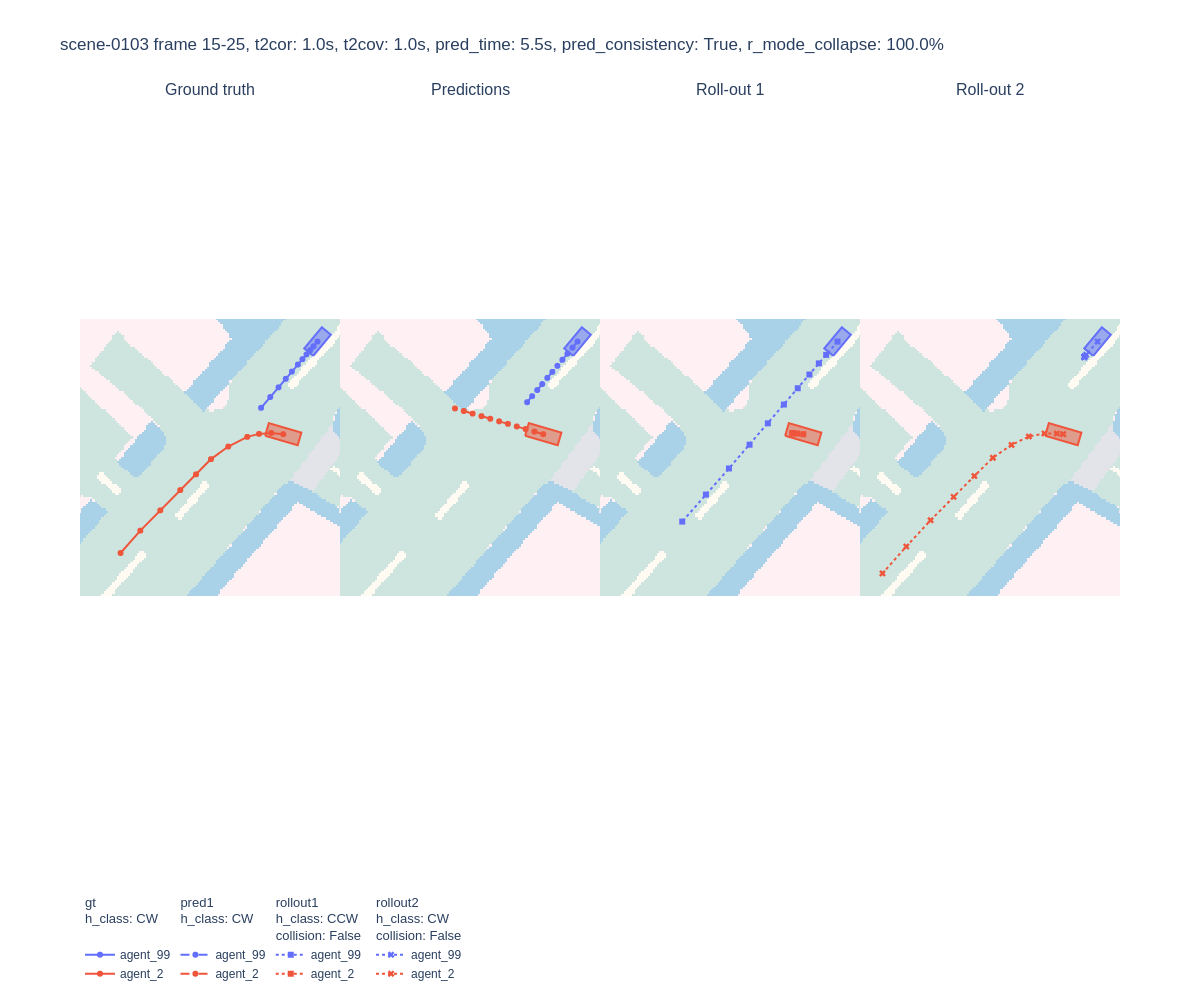 scene-0103 frame 15-25, t2cor: 1.0s, t2cov: 1.0s, pred_time: 5.5s, pred_consistency: True, r_mode_collapse: 100.0%
Ground truth
Predictions
Roll-out 1
Roll-out 2
gt
h_class: CW
agent_99
agent_2
pred1
h_class: CW
agent_99
agent_2
rollout1
h_class: CCW
collision: False
agent_99
agent_2
rollout2
h_class: CW
collision: False
agent_99
agent_2